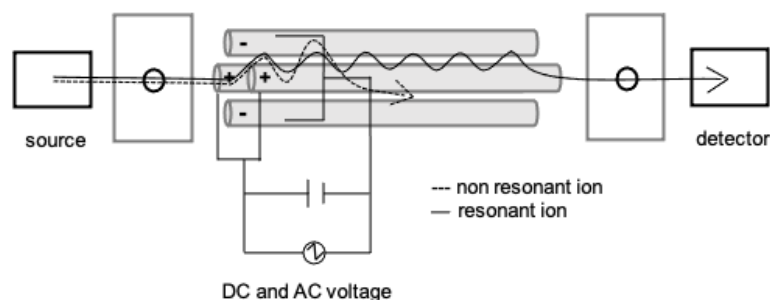 -
+ +
-
source
detector
--- non resonant ion
— resonant ion
DC and AC voltage